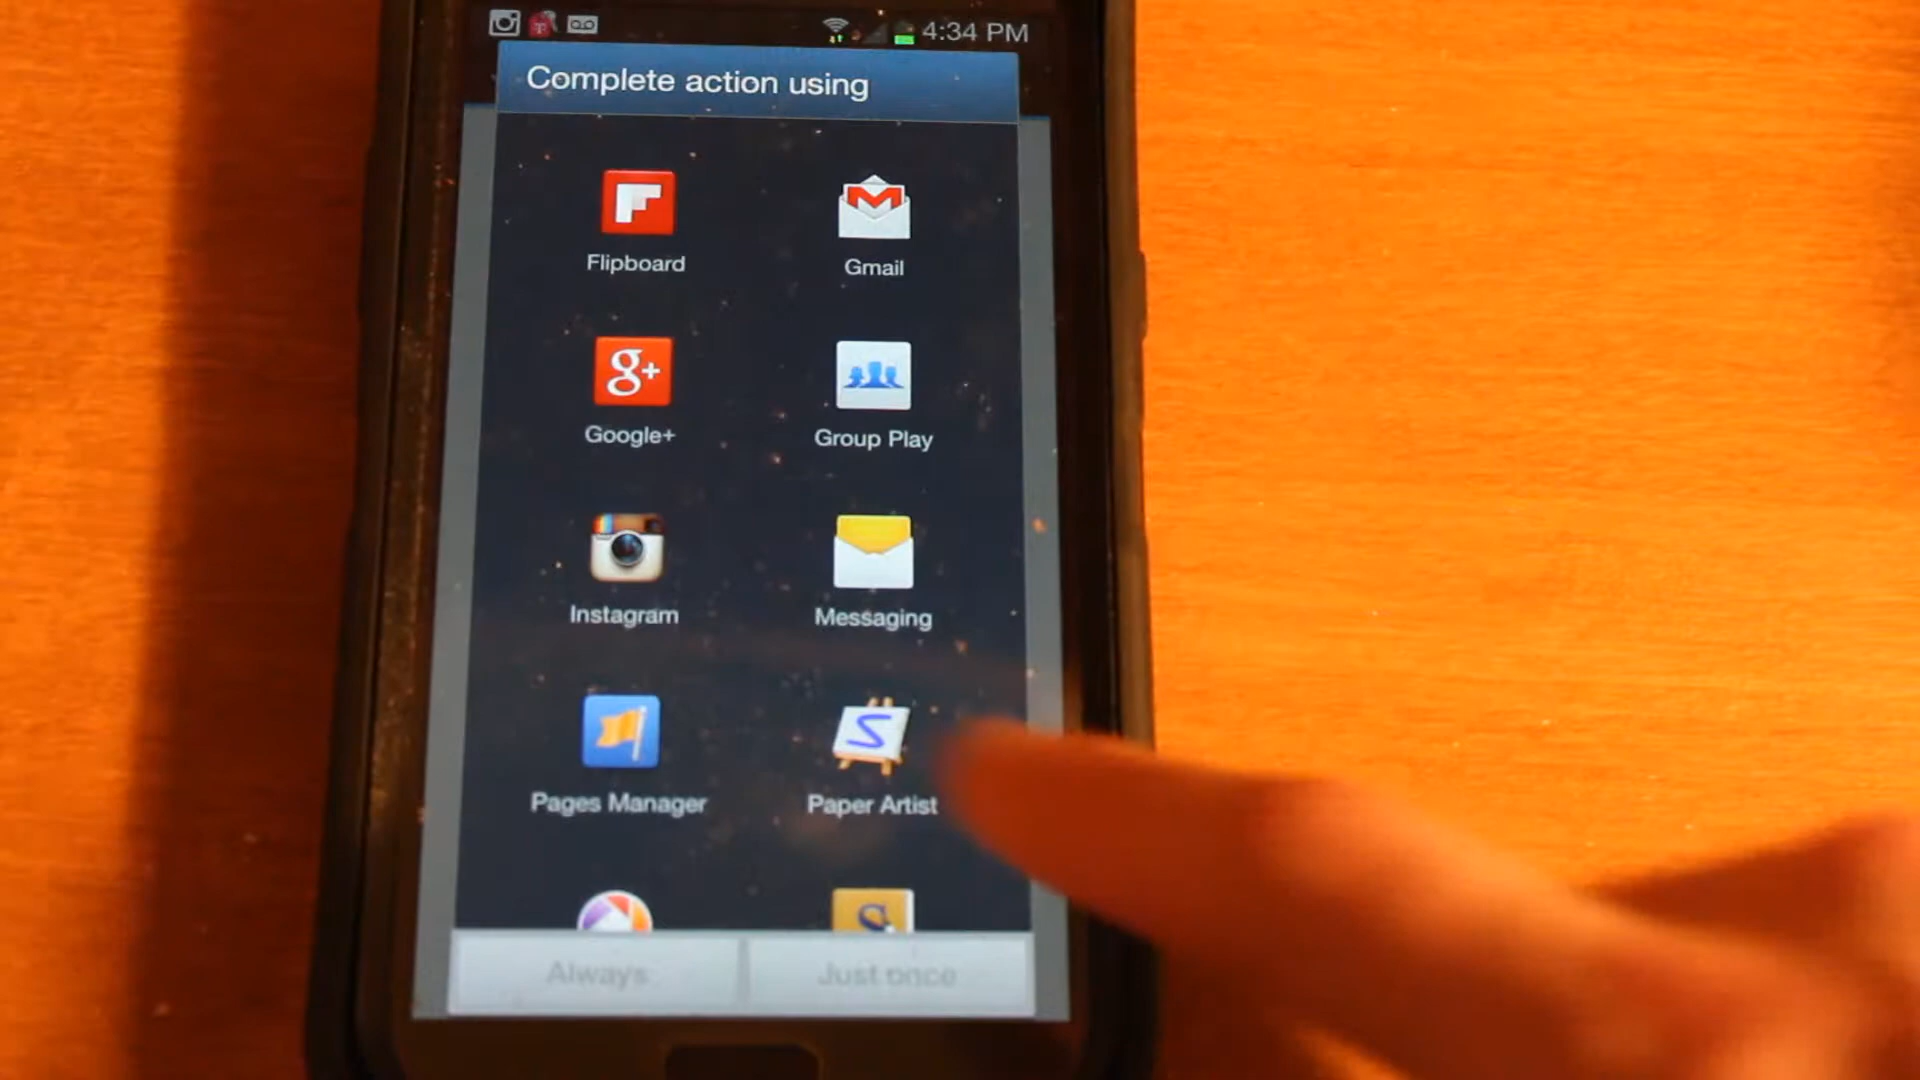 4:34 PM
Complete action using
Flipboard
Gmail
g+
Google+
Group Play
Instagram
Messaging
Pages Manager
Paper Artist
Always
Just once